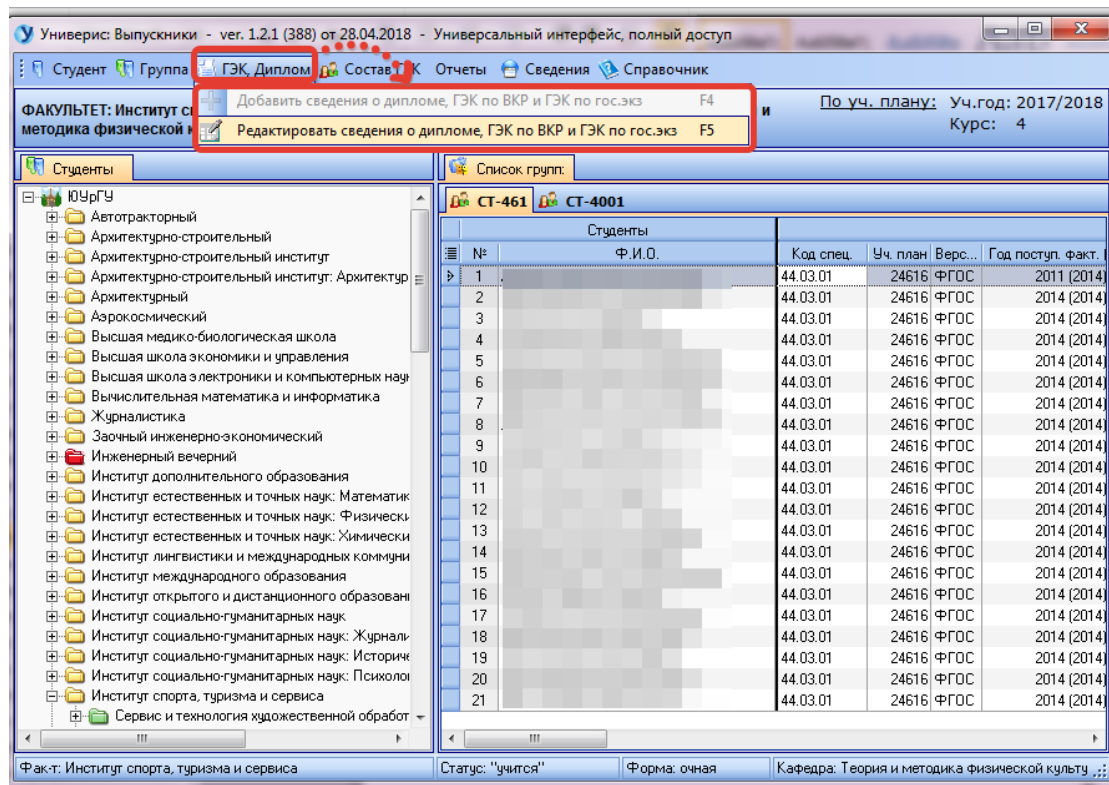 Универис: Выпускники - ver. 1.2.1 (388) от 28.04.2018 - Универсальный интерфейс, полный доступ
Студент Группа ГЭК, Диплом Состав ГЭК Отчеты Сведения Справочник
Добавить сведения о дипломе, ГЭК по ВКР и ГЭК по гос.экз F4
Редактировать сведения о дипломе, ГЭК по ВКР и ГЭК по гос.экз F5
ФАКУЛЬТЕТ: Институт
методика физической
и
По уч. плану: Уч.год: 2017/2018
Курс: 4
Студенты
ЮУрГУ
Автотракторный
Архитектурно-строительный
Архитектурно-строительный институт
Архитектурно-строительный институт: Архитектур
Архитектурный
Аэрокосмический
Высшая медико-биологическая школа
Высшая школа экономики и управления
Высшая школа электроники и компьютерных наук
Вычислительная математика и информатика
Журналистика
Заочный инженерно-экономический
Инженерный вечерний
Институт дополнительного образования
Институт естественных и точных наук: Математик
Институт естественных и точных наук: Физически
Институт естественных и точных наук: Химически
Институт лингвистики и международных коммуни
Институт международного образования
Институт открытого и дистанционного образовани
Институт социально-гуманитарных наук
Институт социально-гуманитарных наук: Журнали
Институт социально-гуманитарных наук: Историче
Институт социально-гуманитарных наук: Психолог
Институт спорта, туризма и сервиса
Сервис и технология художественной обработ
Список групп:
СТ-461 СТ-4001
Студенты
№ Ф.И.О. Код спец. Уч. план Верс... Год поступ. факт.
1 44.03.01 24616 ФГОС 2011 (2014)
2 44.03.01 24616 ФГОС 2014 (2014)
3 44.03.01 24616 ФГОС 2014 (2014)
4 44.03.01 24616 ФГОС 2014 (2014)
5 44.03.01 24616 ФГОС 2014 (2014)
6 44.03.01 24616 ФГОС 2014 (2014)
7 44.03.01 24616 ФГОС 2014 (2014)
8 44.03.01 24616 ФГОС 2014 (2014)
9 44.03.01 24616 ФГОС 2014 (2014)
10 44.03.01 24616 ФГОС 2014 (2014)
11 44.03.01 24616 ФГОС 2014 (2014)
12 44.03.01 24616 ФГОС 2014 (2014)
13 44.03.01 24616 ФГОС 2014 (2014)
14 44.03.01 24616 ФГОС 2014 (2014)
15 44.03.01 24616 ФГОС 2014 (2014)
16 44.03.01 24616 ФГОС 2014 (2014)
17 44.03.01 24616 ФГОС 2014 (2014)
18 44.03.01 24616 ФГОС 2014 (2014)
19 44.03.01 24616 ФГОС 2014 (2014)
20 44.03.01 24616 ФГОС 2014 (2014)
21 44.03.01 24616 ФГОС 2014 (2014)
Фак-т: Институт спорта, туризма и сервиса Статус: "учится" Форма: очная Кафедра: Теория и методика физической культу